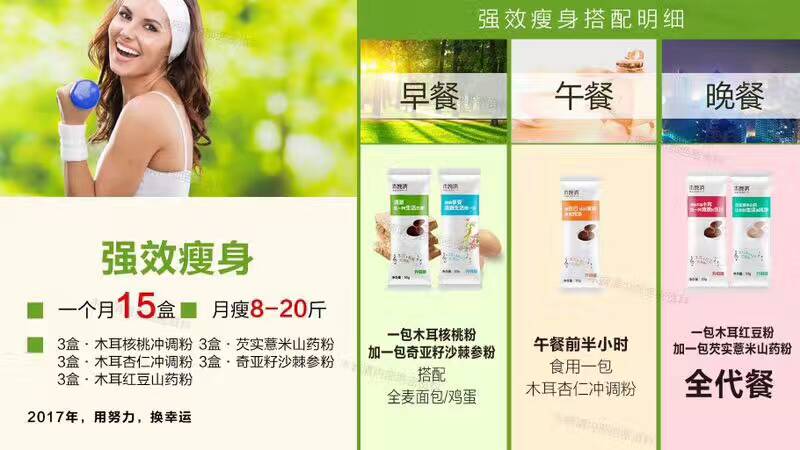 强效瘦身
一个月15盒 月瘦8-20斤
3盒·木耳核桃冲调粉 3盒·芡实薏米山药粉
3盒·木耳杏仁冲调粉 3盒·奇亚籽沙棘参粉
3盒·木耳红豆山药粉
2017年，用努力，换幸运
强效瘦身搭配明细
早餐
午餐
晚餐
一包木耳核桃粉
加一包奇亚籽沙棘参粉
搭配
全麦面包/鸡蛋
午餐前半小时
食用一包
木耳杏仁冲调粉
一包木耳红豆粉
加一包芡实薏米山药粉
全代餐